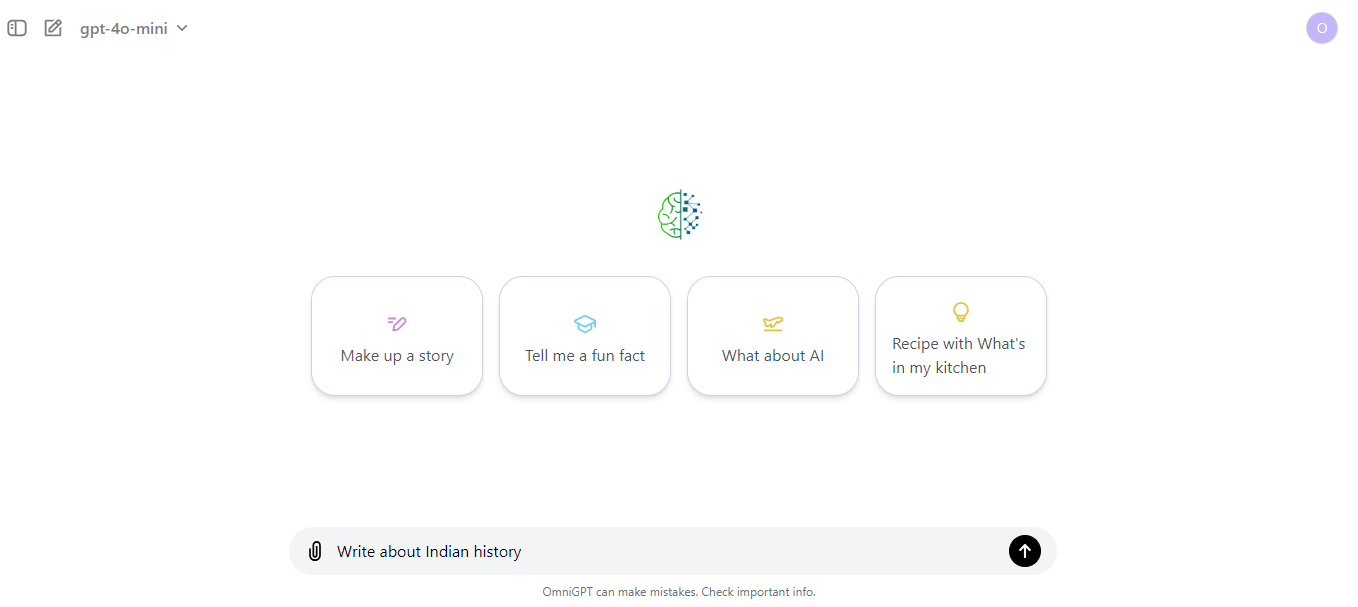 gpt-4o-mini
O
Make up a story
Tell me a fun fact
What about AI
Recipe with What's
in my kitchen
Write about Indian history
OmniGPT can make mistakes. Check important info.